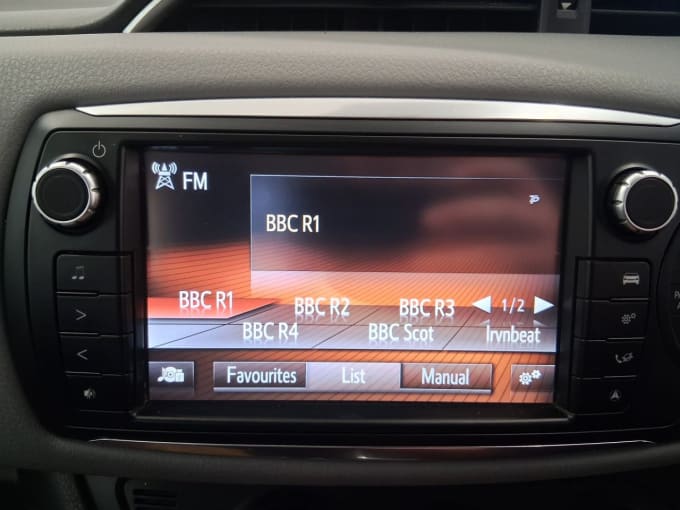 FM
BBC R1
BBC R1 BBC R2 BBC R3 1/2
BBC R4 BBC Scot Irvnbeat
Favourites List Manual